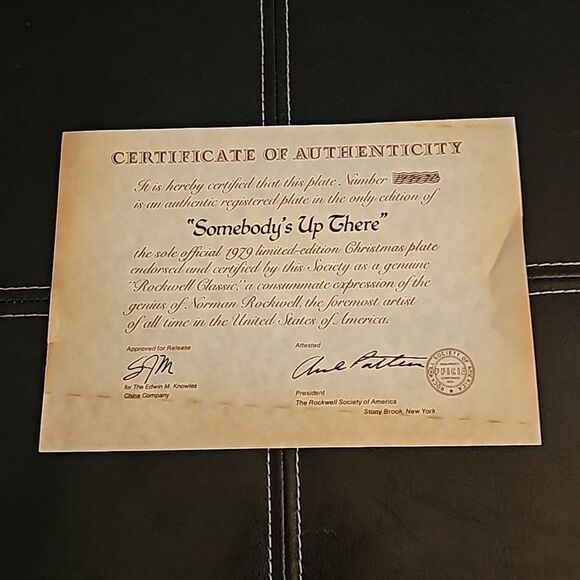 CERTIFICATE OF AUTHENTICITY
It is hereby certified that this plate Number
is an authentic registered plate in the only edition of
"Somebody's Up There"
the sole official 1979 limited-edition Christmas plate
endorsed and certified by this Society as a genuine
"Rockwell Classic," a consummate expression of the
genius of Norman Rockwell, the foremost artist
of all time in the United States of America.
Approved for Release
for The Edwin M. Knowles
China Company
Attested
President
The Rockwell Society of America
Stony Brook, New York
ROCKWELL SOCIETY OF AMERICA